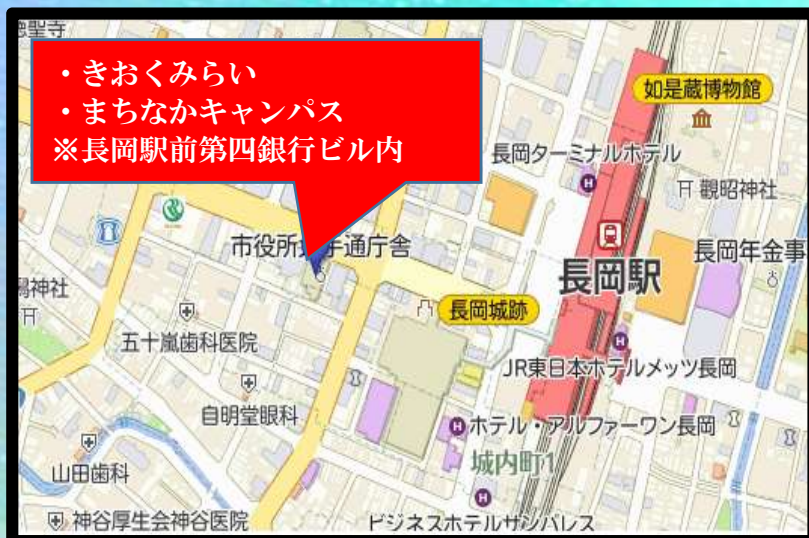 聖寺
・きおくみらい
・まちなかキャンパス
※長岡駅前第四銀行ビル内
如是蔵博物館
長岡ターミナルホテル
觀昭神社
市役所
手通庁舎
長岡年金事
長岡駅
神社
長岡城跡
五十嵐歯科医院
JR東日本ホテルメッツ長岡
自明堂眼科
ホテル・アルファーワン長岡
城内町1
山田歯科
神谷厚生会神谷医院
ビジネスホテルサンパレス